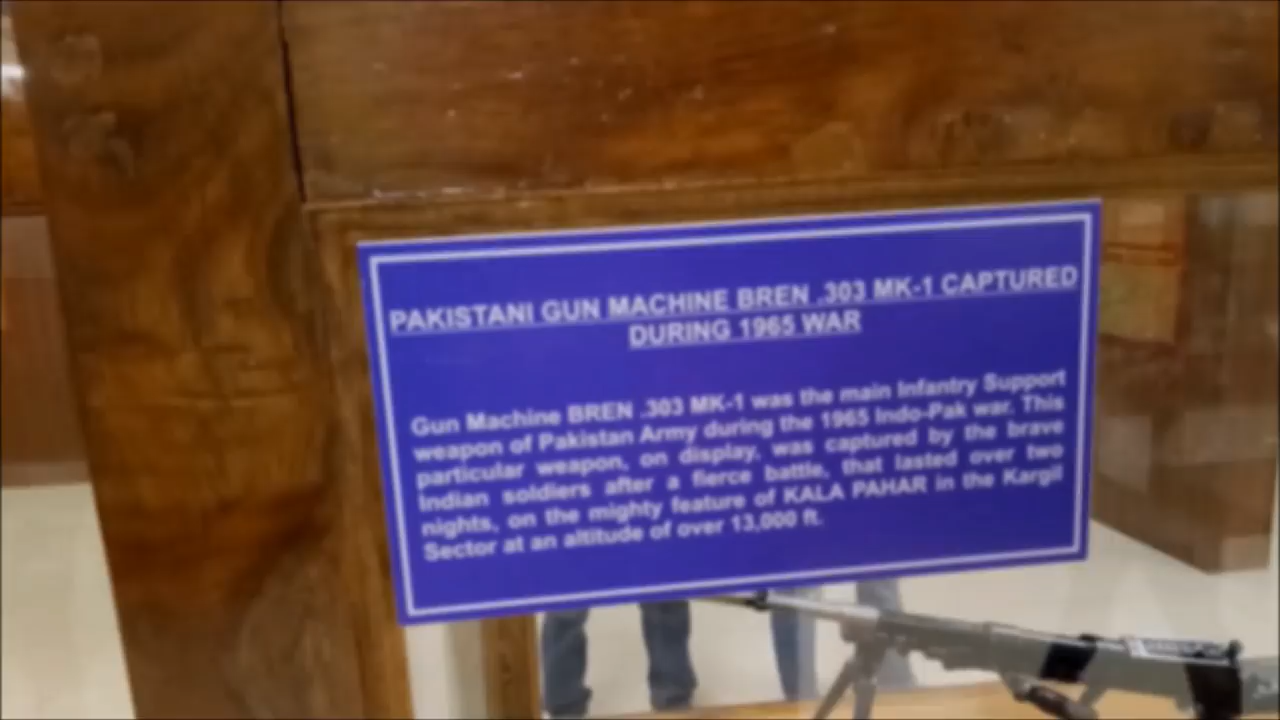 PAKISTANI GUN MACHINE BREN .303 MK-1 CAPTURED
DURING 1965 WAR
Gun Machine BREN .303 MK-1 was the main Infantry Support
weapon of Pakistan Army during the 1965 Indo-Pak war. This
particular weapon, on display, was captured by the brave
Indian soldiers after a fierce battle, that lasted over two
nights, on the mighty feature of KALA PAHAR in the Kargil
Sector at an altitude of over 13,000 ft.